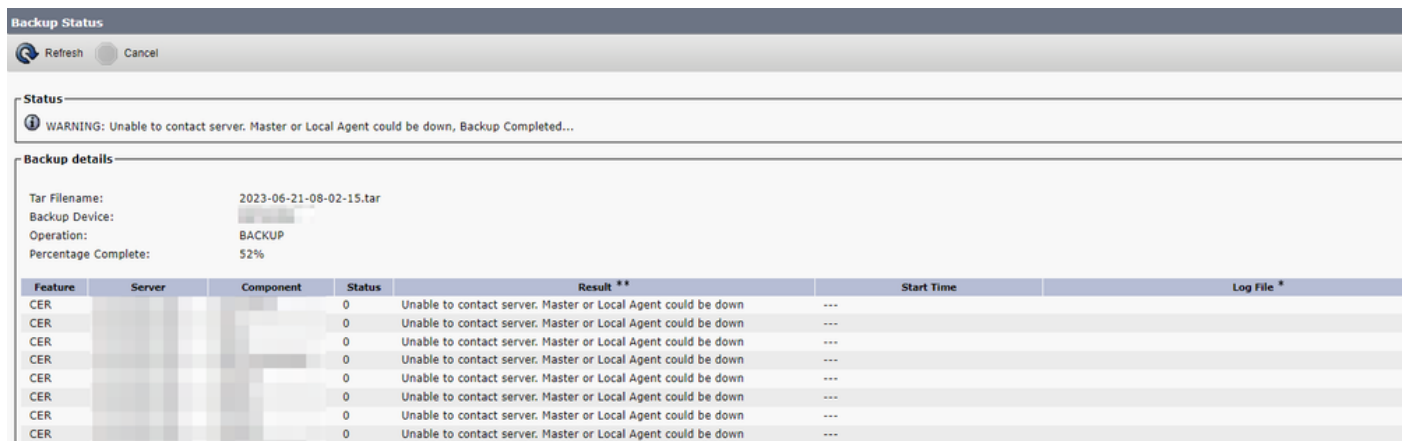 Backup Status
Refresh Cancel
Status
WARNING: Unable to contact server. Master or Local Agent could be down, Backup Completed...
Backup details
Tar Filename: 2023-06-21-08-02-15.tar
Backup Device:
Operation: BACKUP
Percentage Complete: 52%
Feature Server Component Status Result ** Start Time Log File *
CER 0 Unable to contact server. Master or Local Agent could be down ---
CER 0 Unable to contact server. Master or Local Agent could be down ---
CER 0 Unable to contact server. Master or Local Agent could be down ---
CER 0 Unable to contact server. Master or Local Agent could be down ---
CER 0 Unable to contact server. Master or Local Agent could be down ---
CER 0 Unable to contact server. Master or Local Agent could be down ---
CER 0 Unable to contact server. Master or Local Agent could be down ---
CER 0 Unable to contact server. Master or Local Agent could be down ---